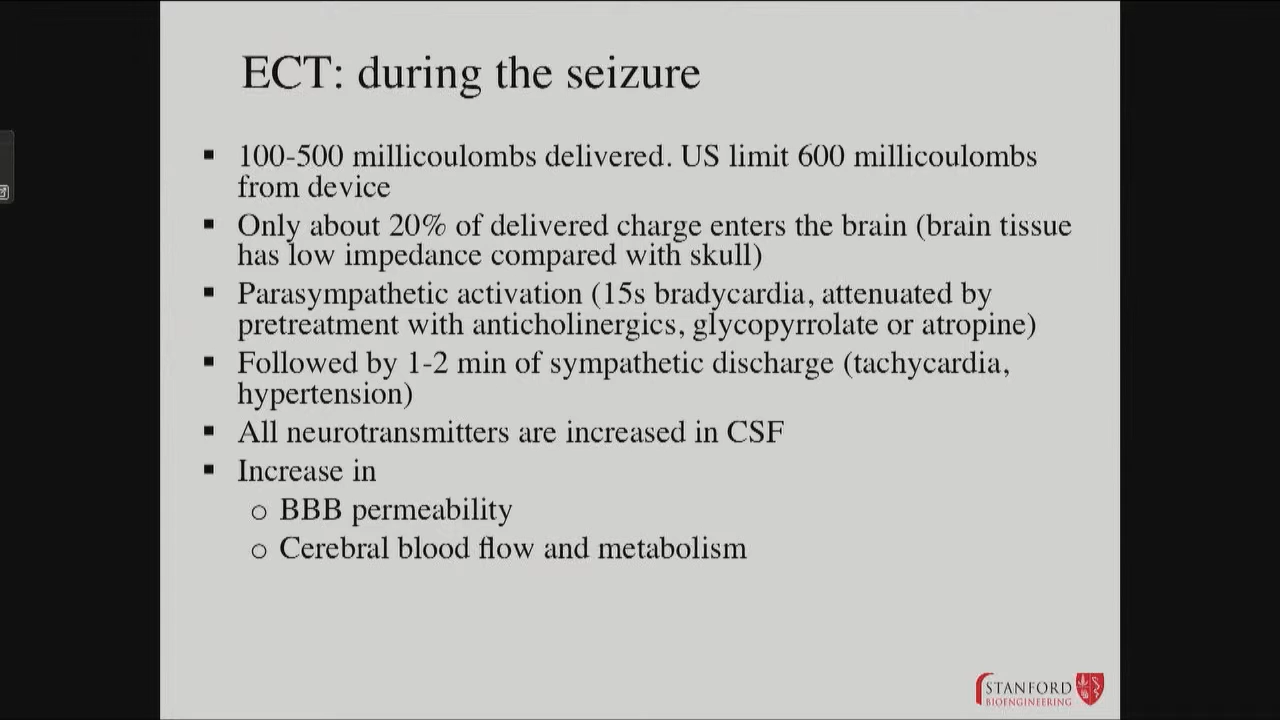 ECT: during the seizure
▪ 100-500 millicoulombs delivered. US limit 600 millicoulombs
from device
▪ Only about 20% of delivered charge enters the brain (brain tissue
has low impedance compared with skull)
▪ Parasympathetic activation (15s bradycardia, attenuated by
pretreatment with anticholinergics, glycopyrrolate or atropine)
▪ Followed by 1-2 min of sympathetic discharge (tachycardia,
hypertension)
▪ All neurotransmitters are increased in CSF
▪ Increase in
o BBB permeability
o Cerebral blood flow and metabolism
STANFORD
BIOENGINEERING